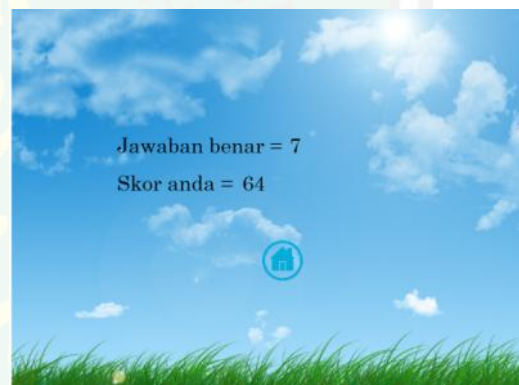 Jawaban benar = 7
Skor anda = 64